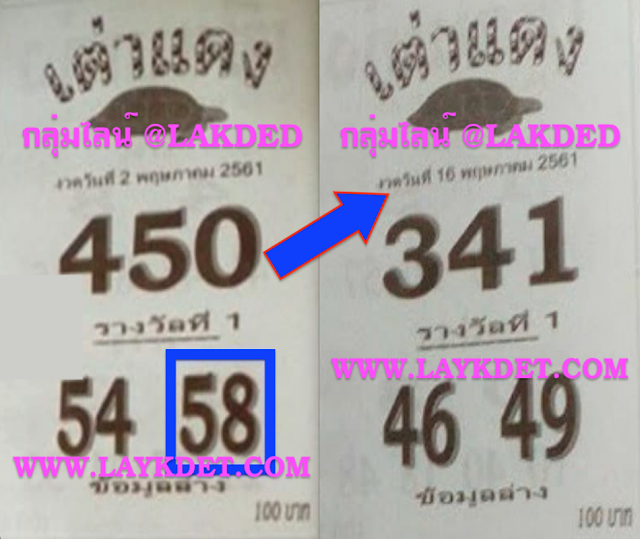 เต่าแดง
กลุ่มไลน์ @LAKDED
งวดวันที่ 2 พฤษภาคม 2561
450
รางวัลที่ 1
54 58
WWW.LAYKDET.COM
ข้อมูลล่าง
100 บาท
เต่าแดง
กลุ่มไลน์ @LAKDED
งวดวันที่ 16 พฤษภาคม 2561
341
รางวัลที่ 1
WWW.LAYKDET.COM
46 49
ข้อมูลล่าง
100 บาท